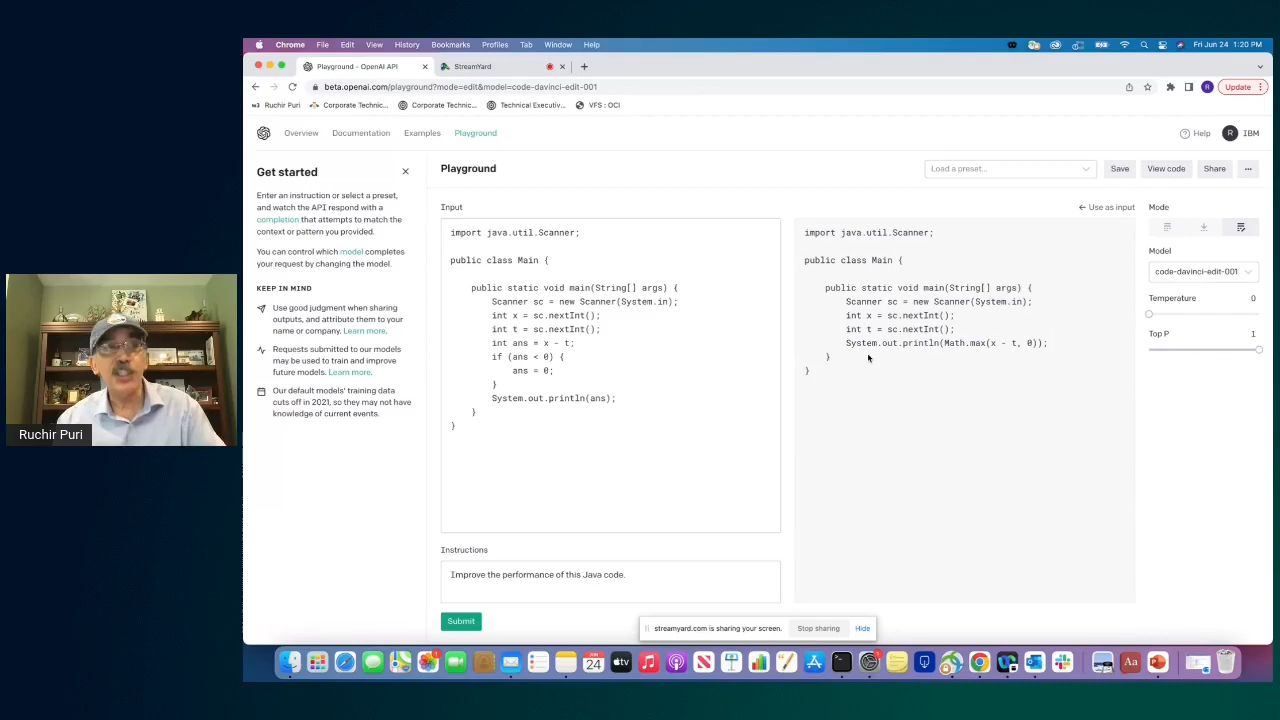 Chrome File Edit View History Bookmarks Profiles Tab Window Help Fri Jun 24 1:20 PM
Playground - OpenAI API
StreamYard
beta.openai.com/playground?mode=edit&model=code-davinci-edit-001
Update
w3 Ruchir Puri Corporate Technic... Corporate Technic... Technical Executiv... VFS : OCI
Overview Documentation Examples Playground
Help R IBM
Get started
Enter an instruction or select a preset,
and watch the API respond with a
completion that attempts to match the
context or pattern you provided.
You can control which model completes
your request by changing the model.
KEEP IN MIND
Use good judgment when sharing
outputs, and attribute them to your
name or company. Learn more.
Requests submitted to our models
may be used to train and improve
future models. Learn more.
Our default models' training data
cuts off in 2021, so they may not have
knowledge of current events.
Playground
Load a preset...
Save
View code
Share
...
Input
import java.util.Scanner;
public class Main {
public static void main(String[] args) {
Scanner sc = new Scanner(System.in);
int x = sc.nextInt();
int t = sc.nextInt();
int ans = x - t;
if (ans < 0) {
ans = 0;
}
System.out.println(ans);
}
}
Instructions
Improve the performance of this Java code.
Submit
← Use as input
import java.util.Scanner;
public class Main {
public static void main(String[] args) {
Scanner sc = new Scanner(System.in);
int x = sc.nextInt();
int t = sc.nextInt();
System.out.println(Math.max(x - t, 0));
}
}
Mode
Model
code-davinci-edit-001
Temperature 0
Top P 1
streamyard.com is sharing your screen. Stop sharing Hide
Ruchir Puri
JUN
24
tv
Aa